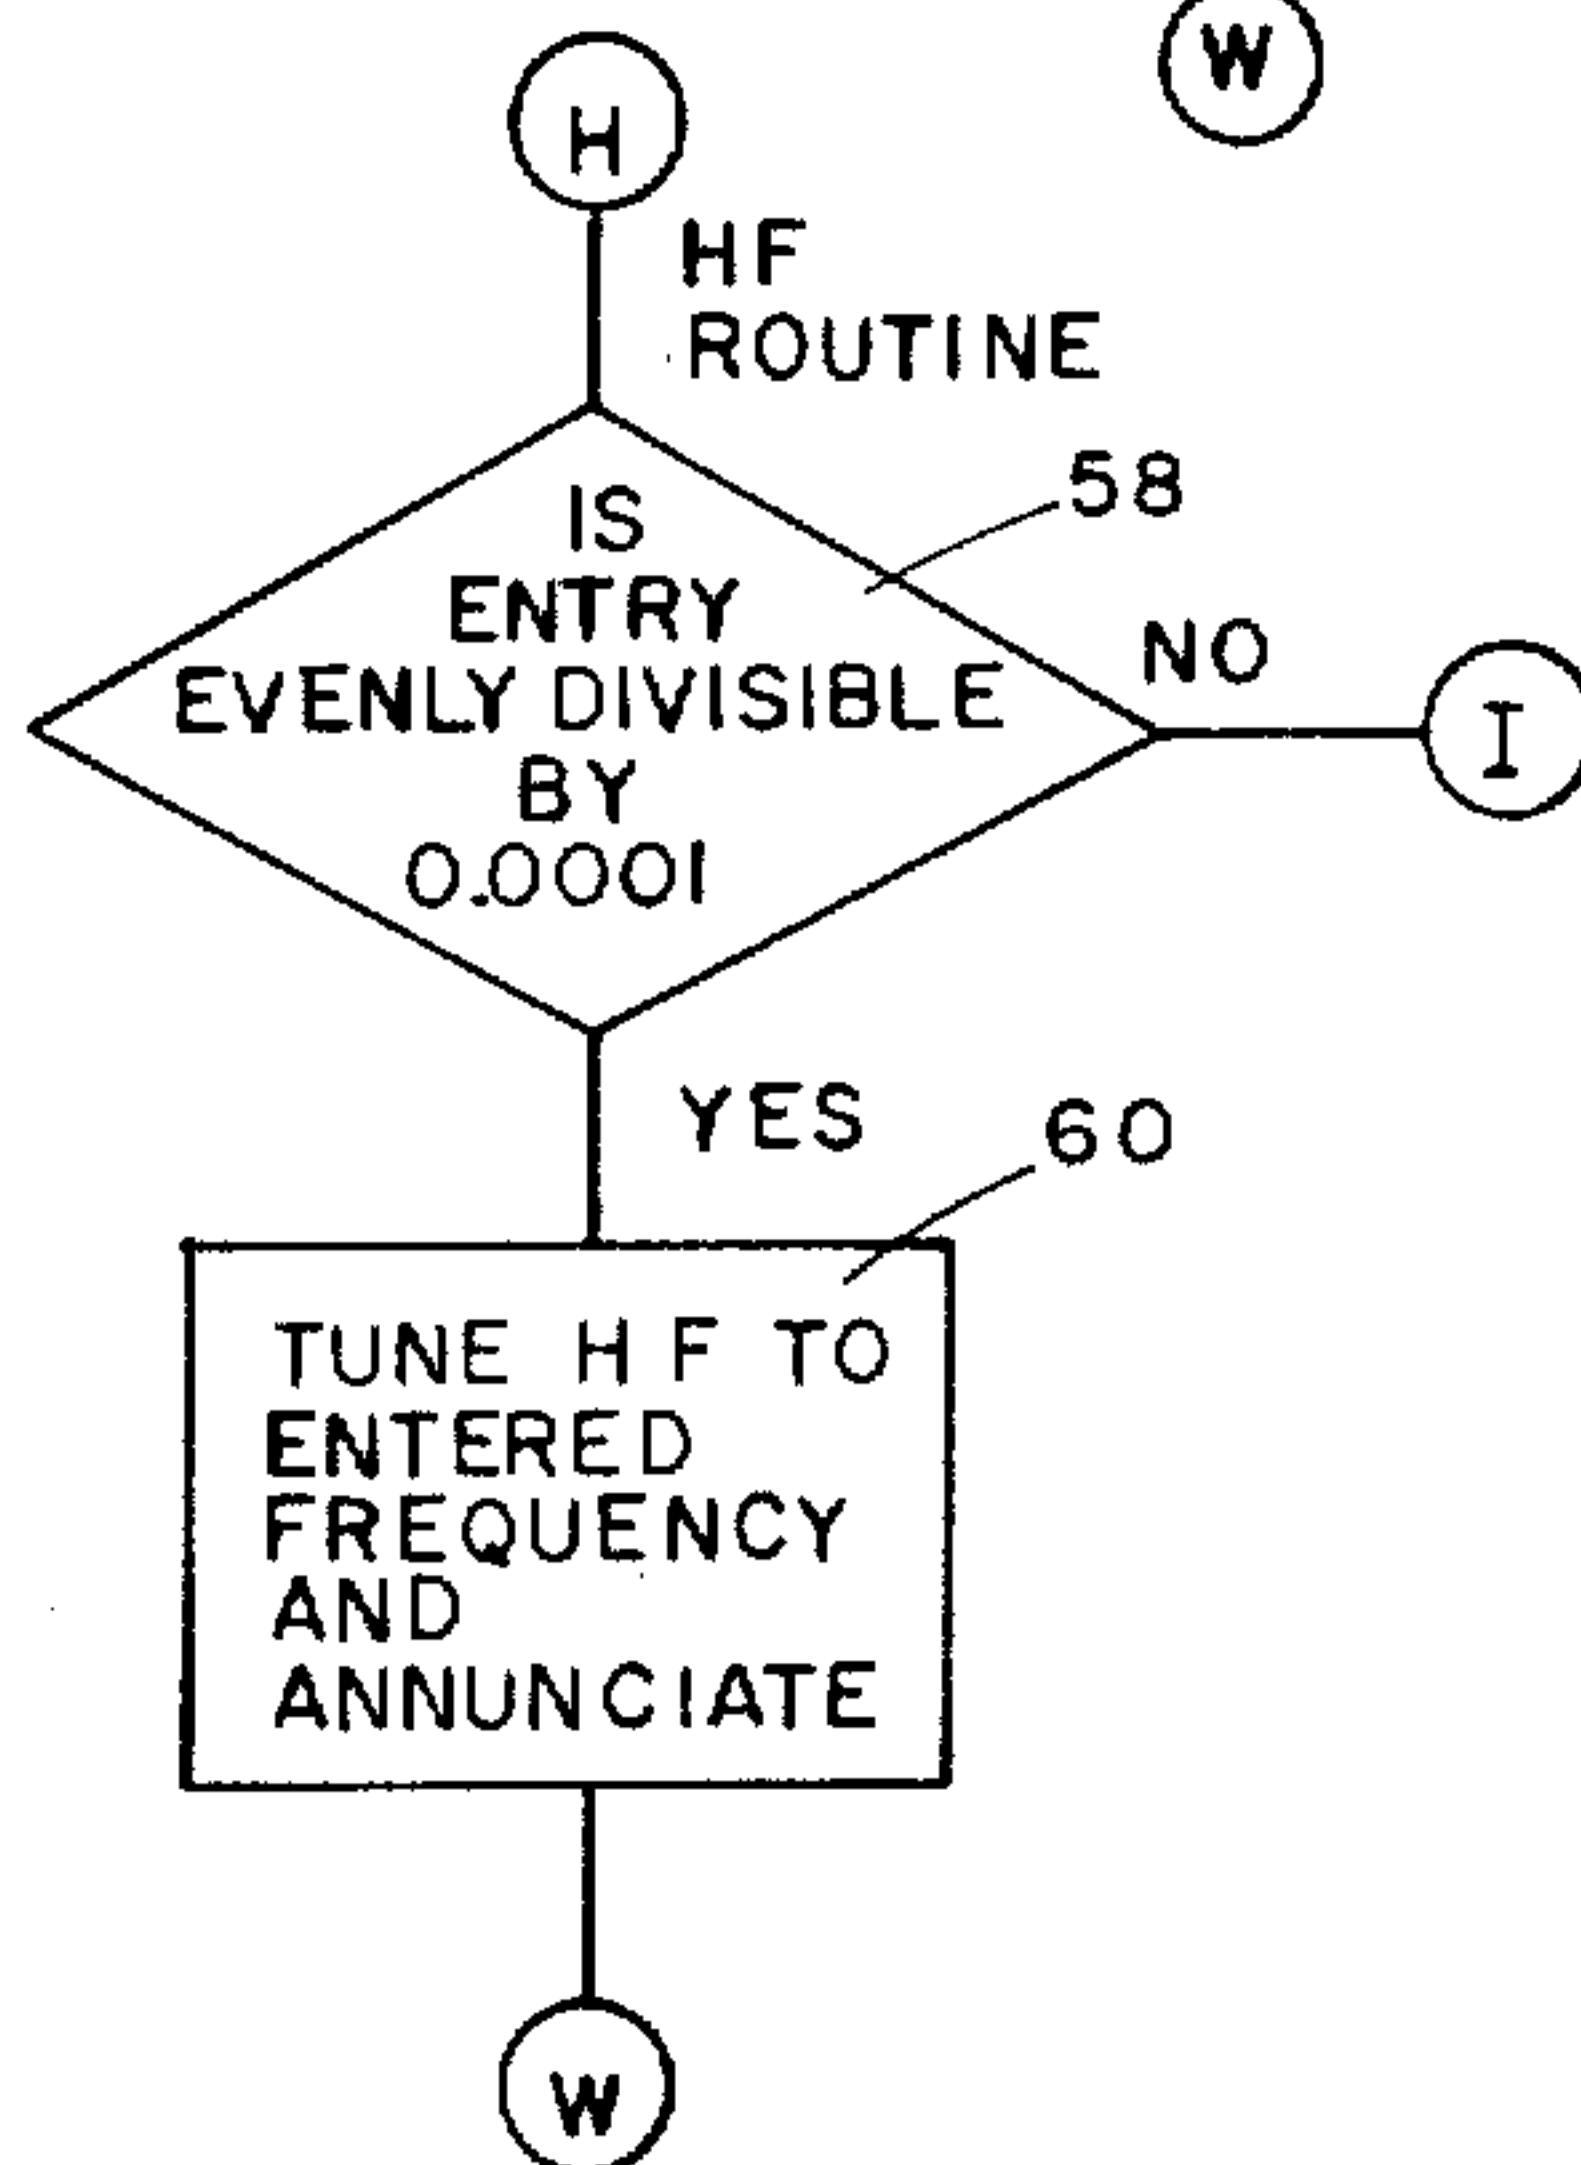 W
H
HF
ROUTINE
58
IS
ENTRY
EVENLY DIVISIBLE
BY
0.0001
NO
I
YES
60
TUNE HF TO
ENTERED
FREQUENCY
AND
ANNUNCIATE
W